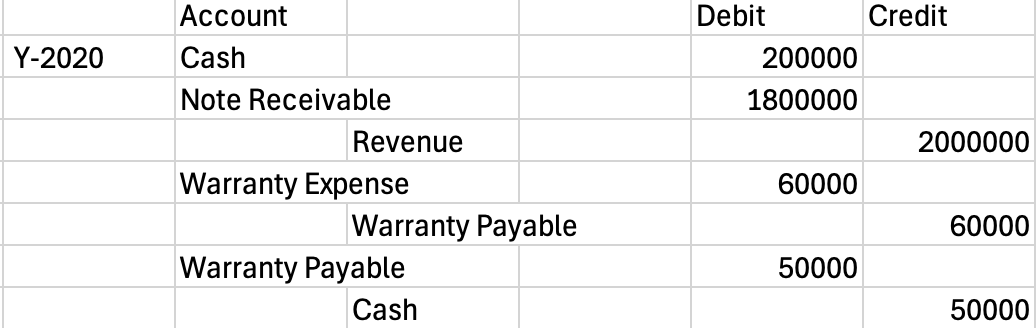 Account Debit Credit
Y-2020 Cash 200000
Note Receivable 1800000
Revenue 2000000
Warranty Expense 60000
Warranty Payable 60000
Warranty Payable 50000
Cash 50000